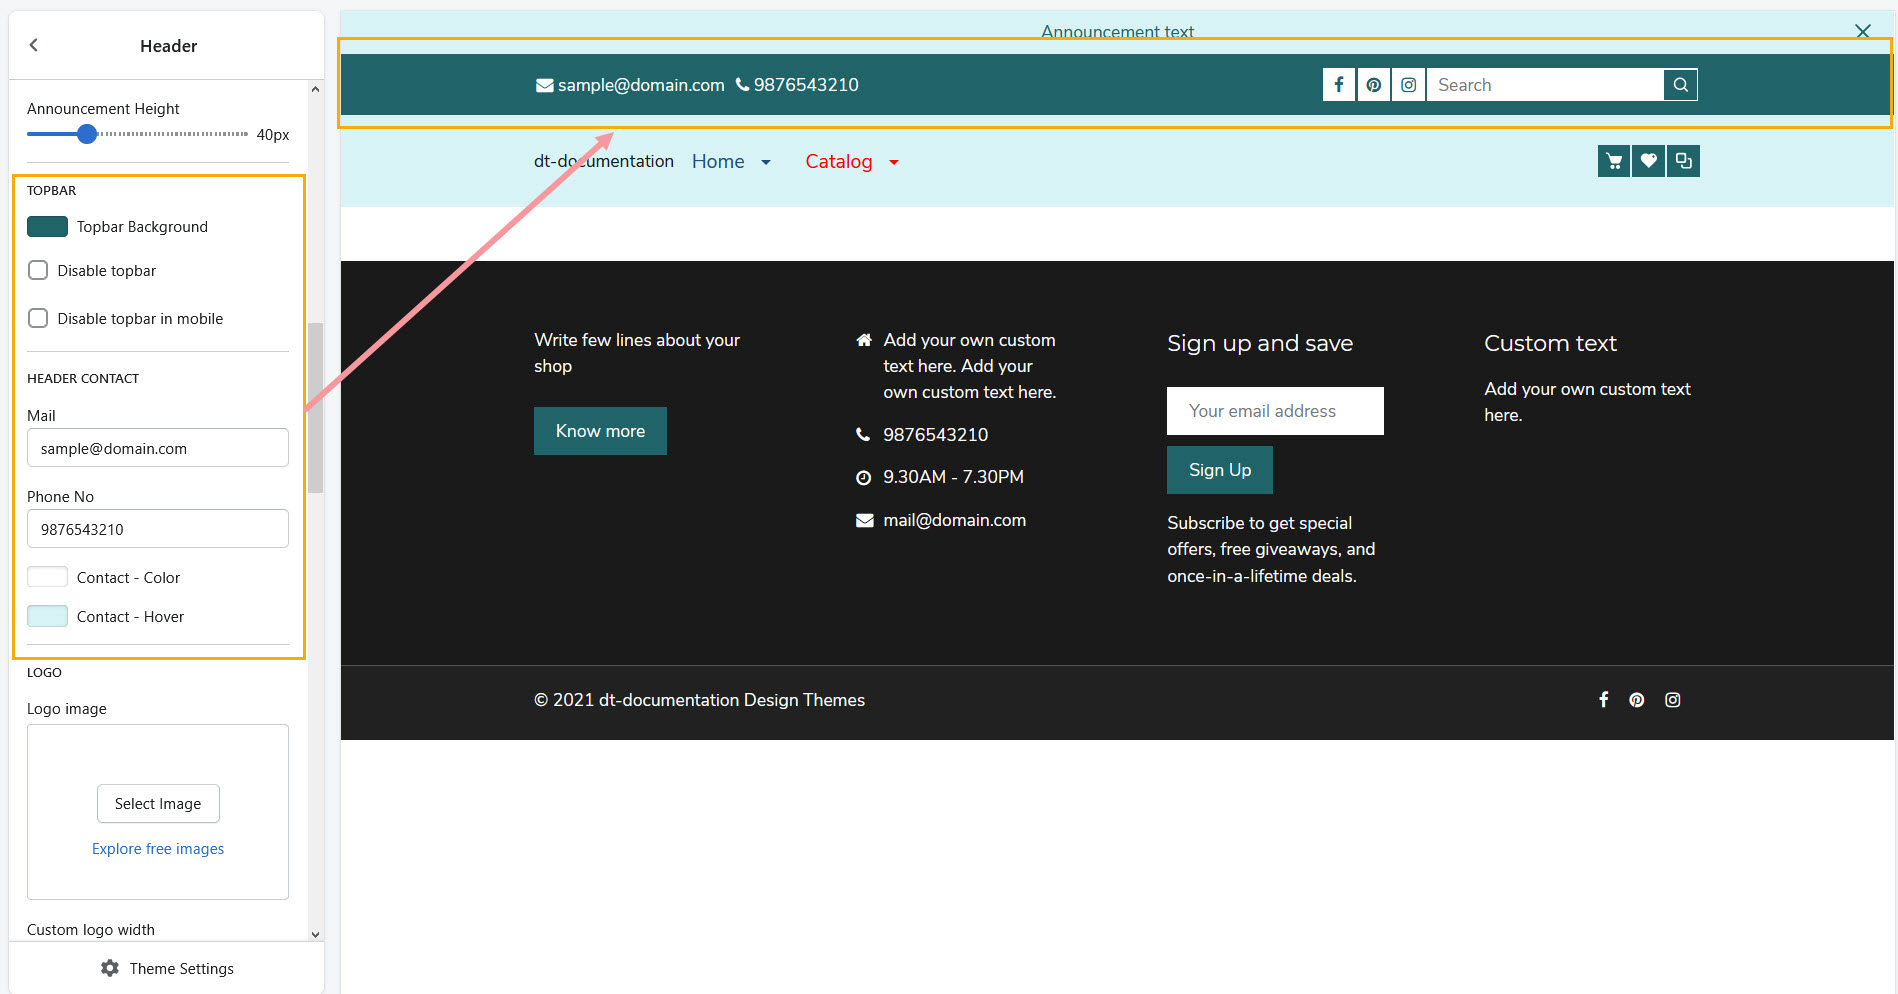 Header
Announcement Height
40px
TOPBAR
Topbar Background
Disable topbar
Disable topbar in mobile
HEADER CONTACT
Mail
sample@domain.com
Phone No
9876543210
Contact - Color
Contact - Hover
LOGO
Logo image
Select Image
Explore free images
Custom logo width
Theme Settings
Announcement text
sample@domain.com 9876543210
Search
dt-documentation Home Catalog
Write few lines about your
shop
Know more
Add your own custom
text here. Add your
own custom text here.
9876543210
9.30AM - 7.30PM
mail@domain.com
Sign up and save
Your email address
Sign Up
Subscribe to get special
offers, free giveaways, and
once-in-a-lifetime deals.
Custom text
Add your own custom text
here.
© 2021 dt-documentation Design Themes